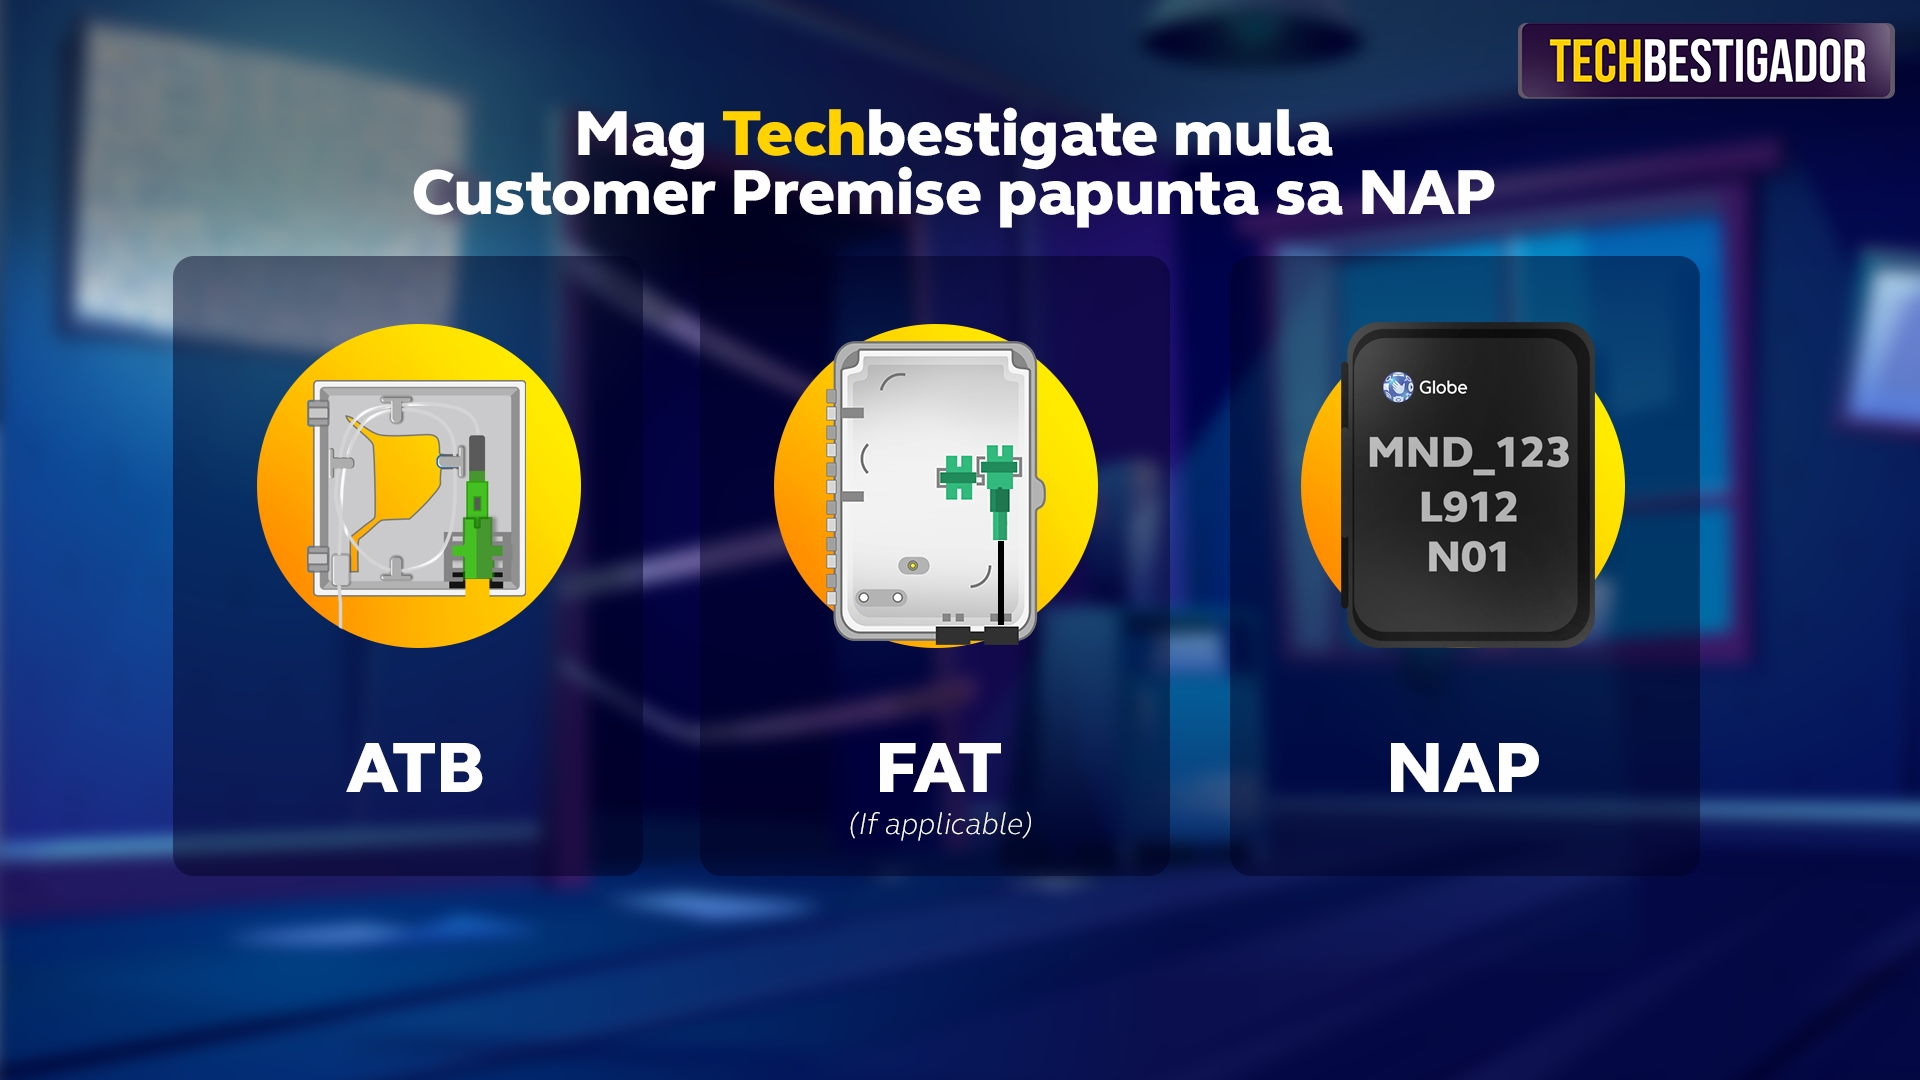 TECHBESTIGADOR
Mag Techbestigate mula
Customer Premise papunta sa NAP
Globe
MND_123
L912
N01
ATB
FAT
(If applicable)
NAP